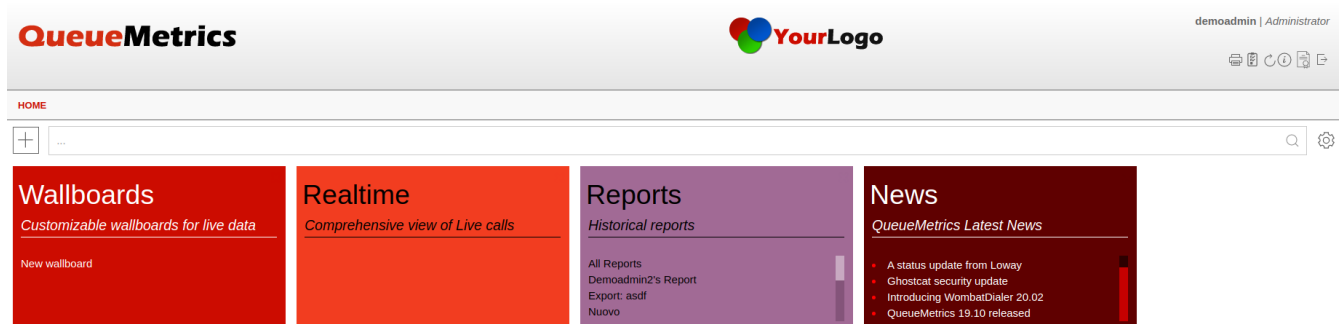 QueueMetrics
YourLogo
demoadmin | Administrator
HOME
...
Wallboards
Customizable wallboards for live data
New wallboard
Realtime
Comprehensive view of Live calls
Reports
Historical reports
All Reports
Demoadmin2's Report
Export: asdf
Nuovo
News
QueueMetrics Latest News
A status update from Loway
Ghostcat security update
Introducing WombatDialer 20.02
QueueMetrics 19.10 released